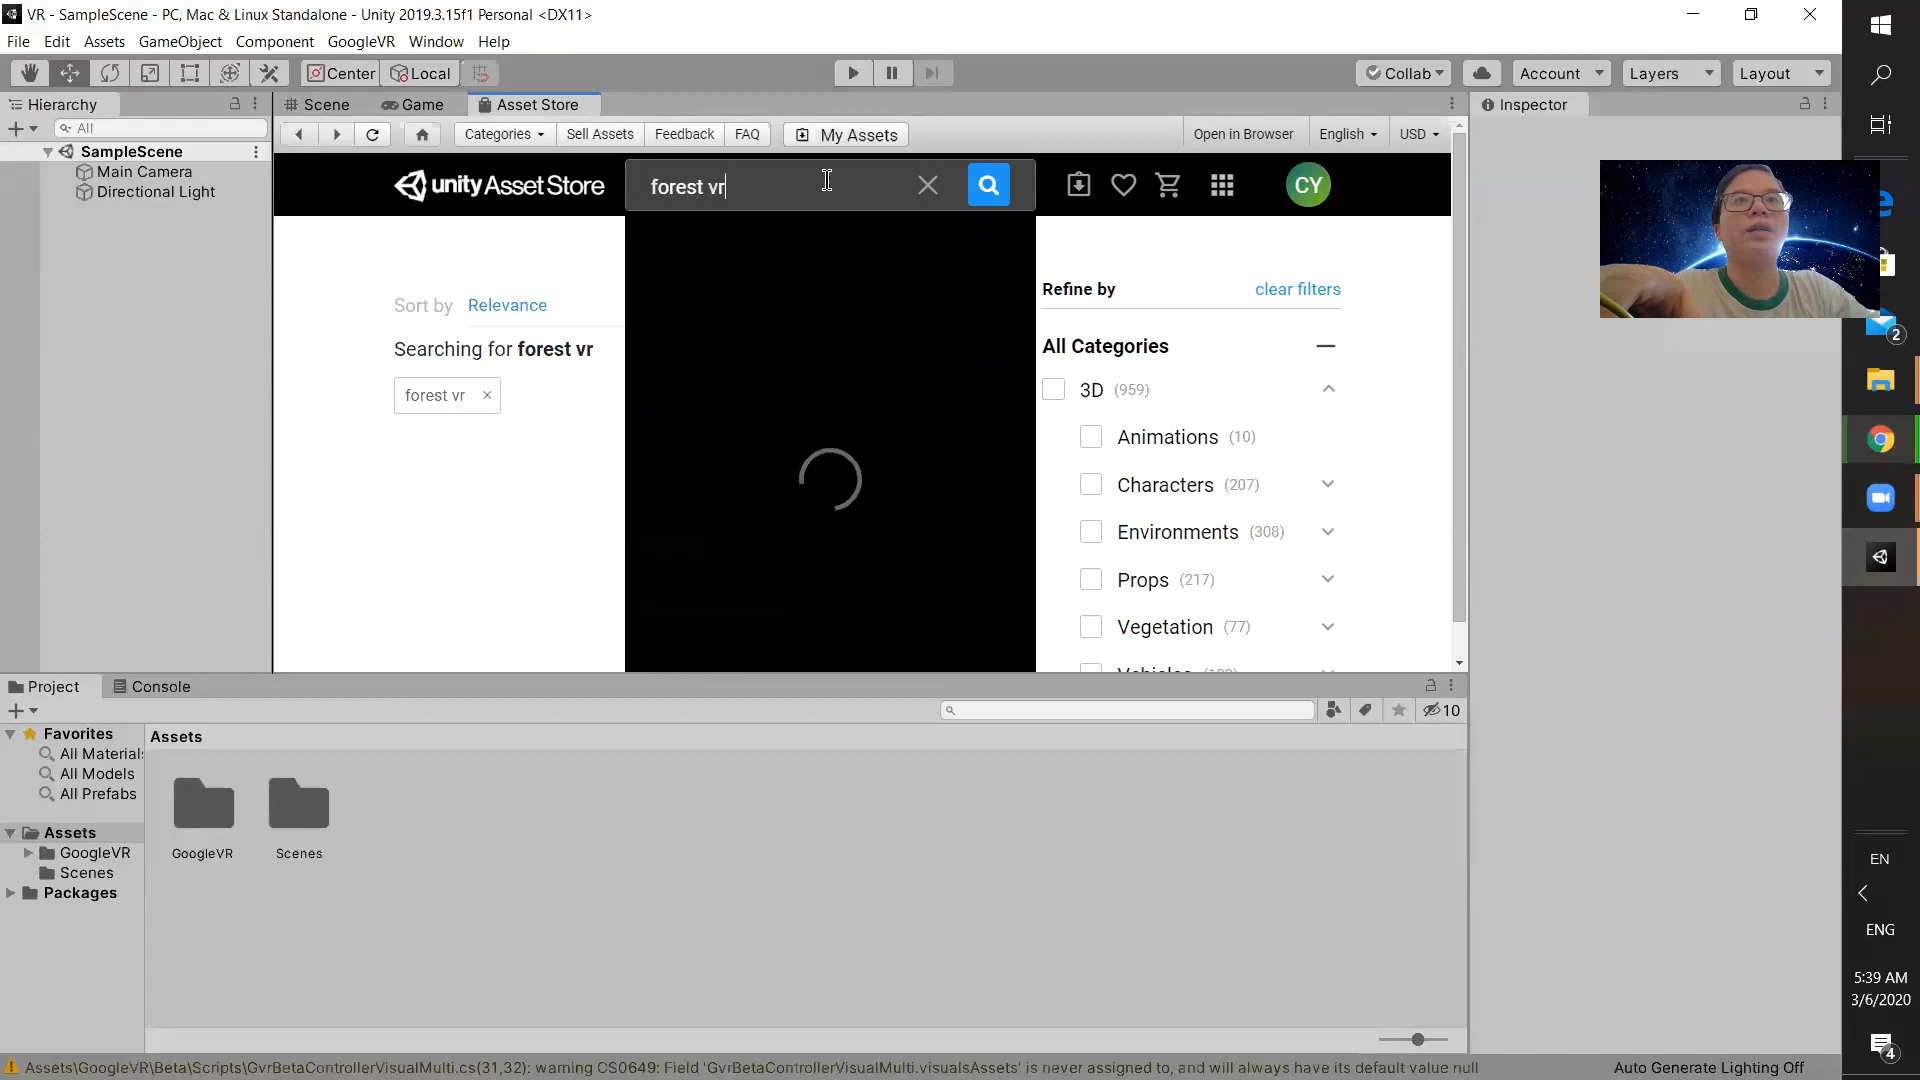 VR - SampleScene - PC, Mac & Linux Standalone - Unity 2019.3.15f1 Personal <DX11>
File Edit Assets GameObject Component GoogleVR Window Help
Center Local Collab Account Layers Layout
Hierarchy
All
SampleScene
Main Camera
Directional Light
Scene Game Asset Store
Categories Sell Assets Feedback FAQ My Assets Open in Browser English USD
unity Asset Store
forest vr
CY
Sort by Relevance
Searching for forest vr
forest vr ×
Refine by clear filters
All Categories
3D (959)
Animations (10)
Characters (207)
Environments (308)
Props (217)
Vegetation (77)
Inspector
Project Console
10
Favorites
All Material
All Models
All Prefabs
Assets
GoogleVR
Scenes
Packages
Assets
GoogleVR
Scenes
Assets\GoogleVR\Beta\Scripts\GvrBetaControllerVisualMulti.cs(31,32): warning CS0649: Field 'GvrBetaControllerVisualMulti.visualsAssets' is never assigned to, and will always have its default value null
Auto Generate Lighting Off
2
EN
ENG
5:39 AM
3/6/2020
4